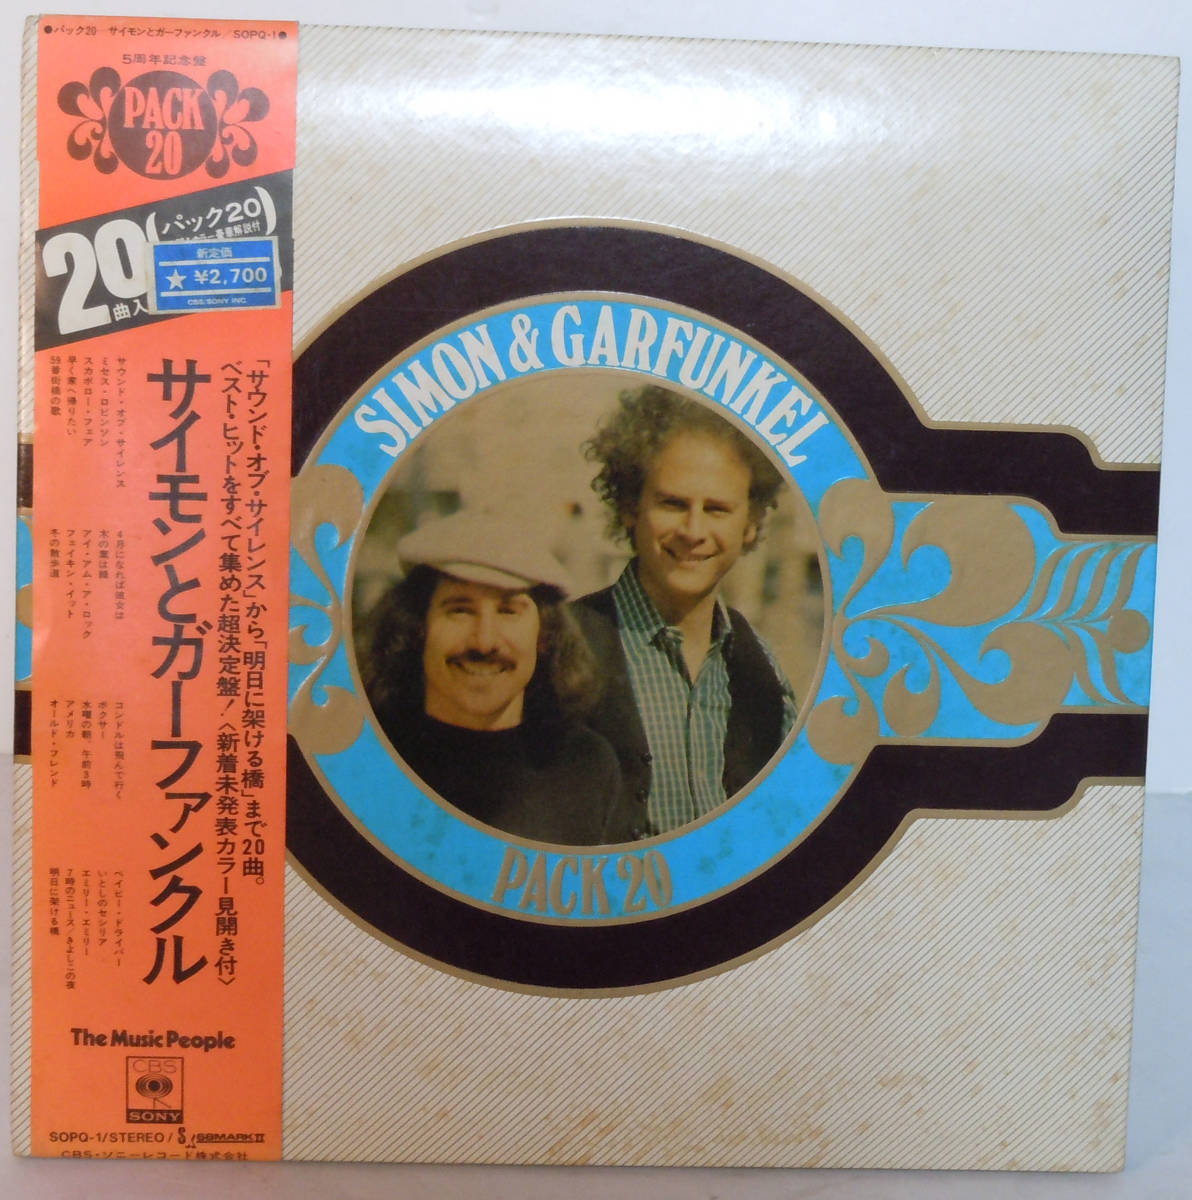 ●パック20 サイモンとガーファンクル/SOPQ-1●
5周年記念盤
PACK
20
20
曲入
(パック20
豪華解説付)
新定価
★ ¥2,700
CBS/SONY INC.
「サウンド・オブ・サイレンス」から「明日に架ける橋」まで20曲。
ベスト・ヒットをすべて集めた超決定盤!〈新着未発表カラー見開き付〉
サイモンとガーファンクル
サウンド・オブ・サイレンス
ミセス・ロビンソン
スカボロー・フェア
早く家へ帰りたい
59番街橋の歌
4月になれば彼女は
木の葉は緑
アイ・アム・ア・ロック
フェイキン・イット
冬の散歩道
コンドルは飛んで行く
ボクサー
水曜の朝、午前3時
アメリカ
オールド・フレンド
ベイビー・ドライバー
いとしのセシリア
エミリー・エミリー
7時のニュース/きよしこの夜
明日に架ける橋
The Music People
CBS
SONY
SOPQ-1/STEREO/SX68MARKII
CBS・ソニーレコード株式会社
SIMON & GARFUNKEL
PACK 20